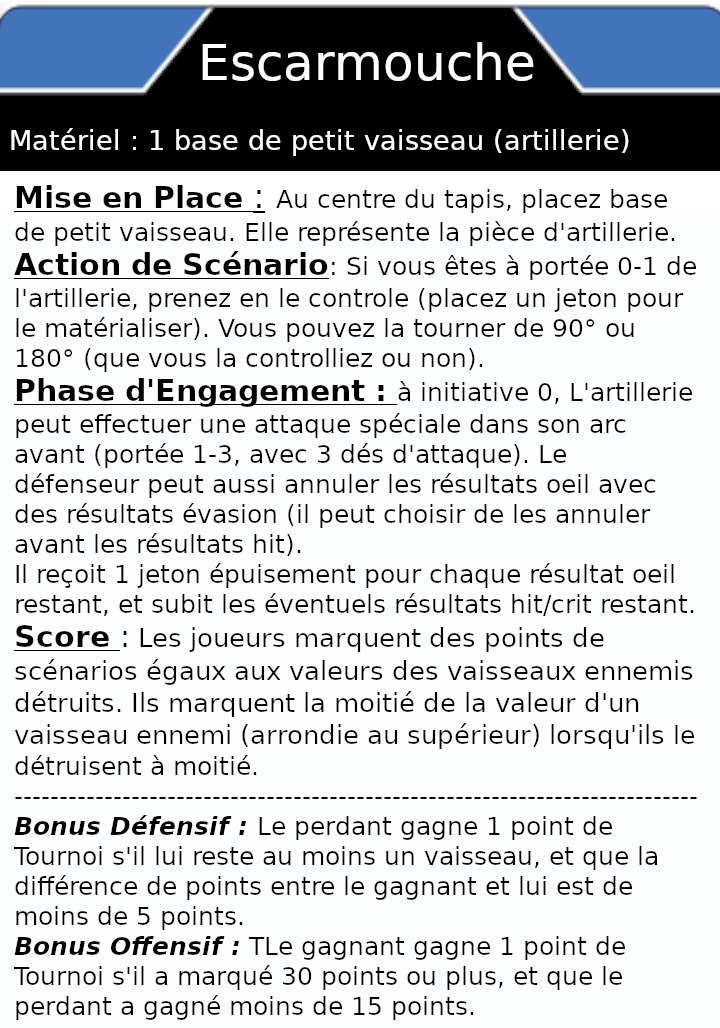 Escarmouche
Matériel : 1 base de petit vaisseau (artillerie)
Mise en Place : Au centre du tapis, placez base
de petit vaisseau. Elle représente la pièce d'artillerie.
Action de Scénario: Si vous êtes à portée 0-1 de
l'artillerie, prenez en le controle (placez un jeton pour
le matérialiser). Vous pouvez la tourner de 90° ou
180° (que vous la controlliez ou non).
Phase d'Engagement : à initiative 0, L'artillerie
peut effectuer une attaque spéciale dans son arc
avant (portée 1-3, avec 3 dés d'attaque). Le
défenseur peut aussi annuler les résultats oeil avec
des résultats évasion (il peut choisir de les annuler
avant les résultats hit).
Il reçoit 1 jeton épuisement pour chaque résultat oeil
restant, et subit les éventuels résultats hit/crit restant.
Score : Les joueurs marquent des points de
scénarios égaux aux valeurs des vaisseaux ennemis
détruits. Ils marquent la moitié de la valeur d'un
vaisseau ennemi (arrondie au supérieur) lorsqu'ils le
détruisent à moitié.
----------------------------------------------------------------------------
Bonus Défensif : Le perdant gagne 1 point de
Tournoi s'il lui reste au moins un vaisseau, et que la
différence de points entre le gagnant et lui est de
moins de 5 points.
Bonus Offensif : TLe gagnant gagne 1 point de
Tournoi s'il a marqué 30 points ou plus, et que le
perdant a gagné moins de 15 points.